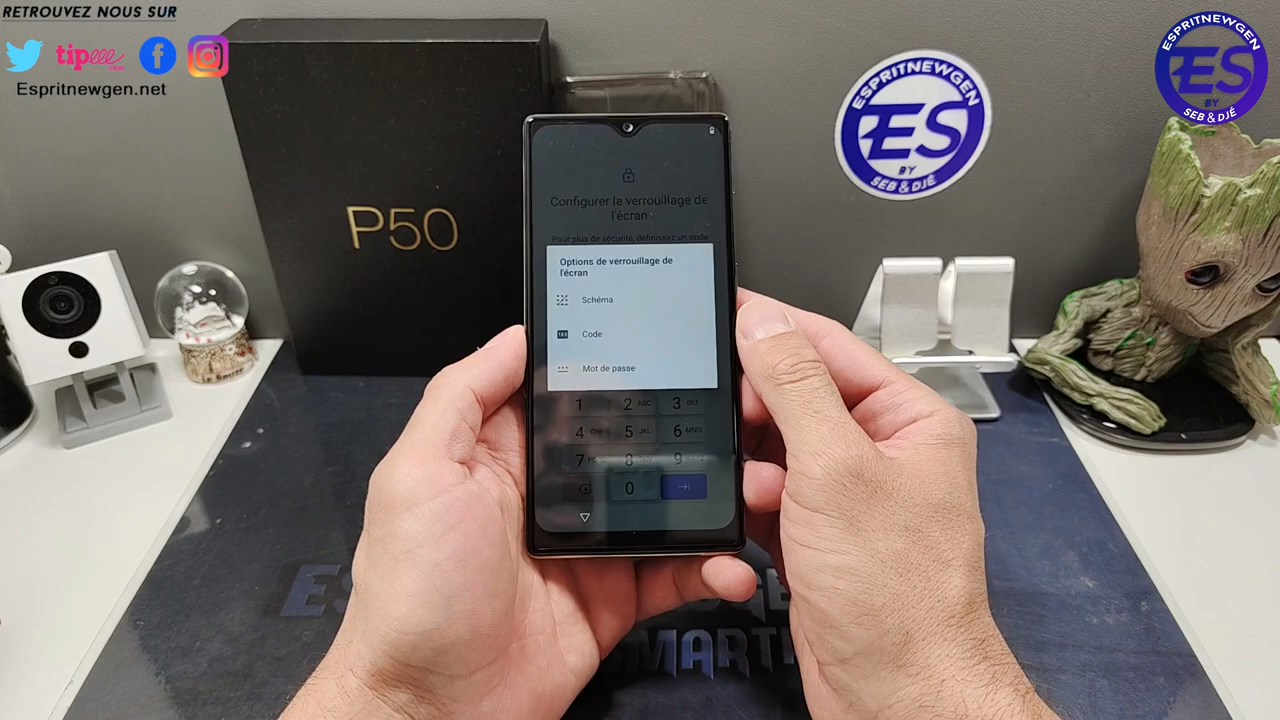 RETROUVEZ NOUS SUR
tipeee
.com
Espritnewgen.net
P50
ESPRITNEWGEN
ES
BY
SEB & DJÉ
ESPRITNEWGEN
ES
BY
SEB & DJÉ
Configurer le verrouillage de
l'écran
Pour plus de sécurité, définissez un code
Options de verrouillage de
l'écran
Schéma
Code
Mot de passe
1
2 ABC
3 DEF
4 GHI
5 JKL
6 MNO
7
8
9 WXYZ
0